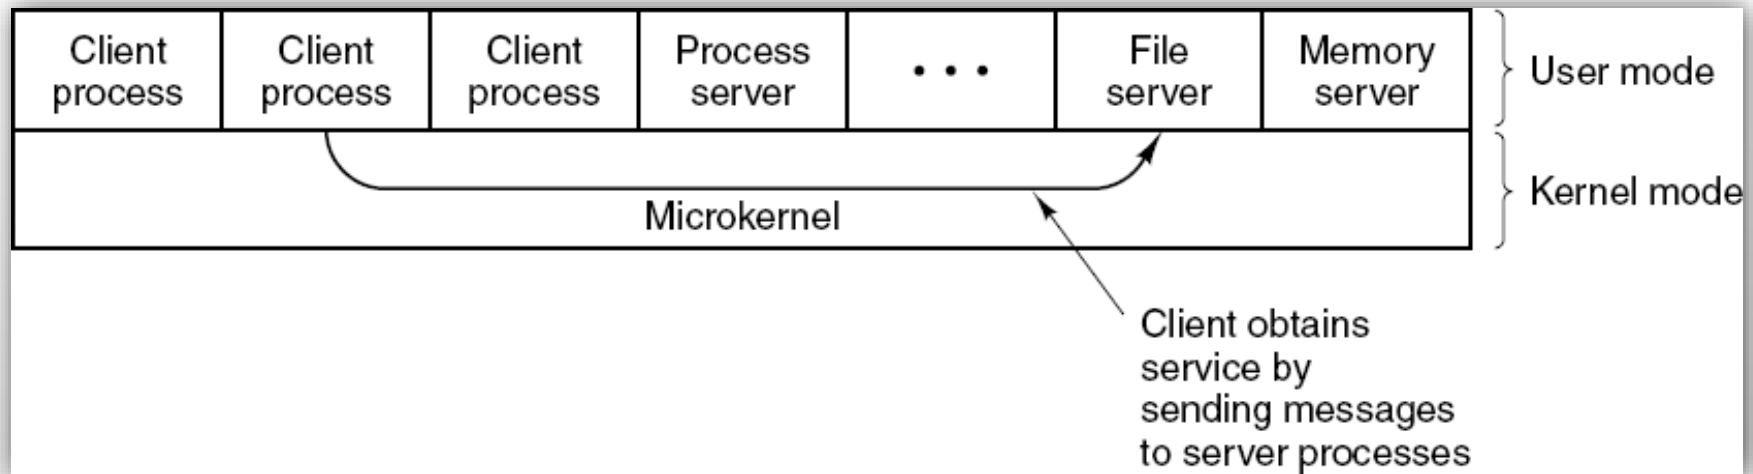 Client
process
Client
process
Client
process
Process
server
• • •
File
server
Memory
server
User mode
Microkernel
Kernel mode
Client obtains
service by
sending messages
to server processes